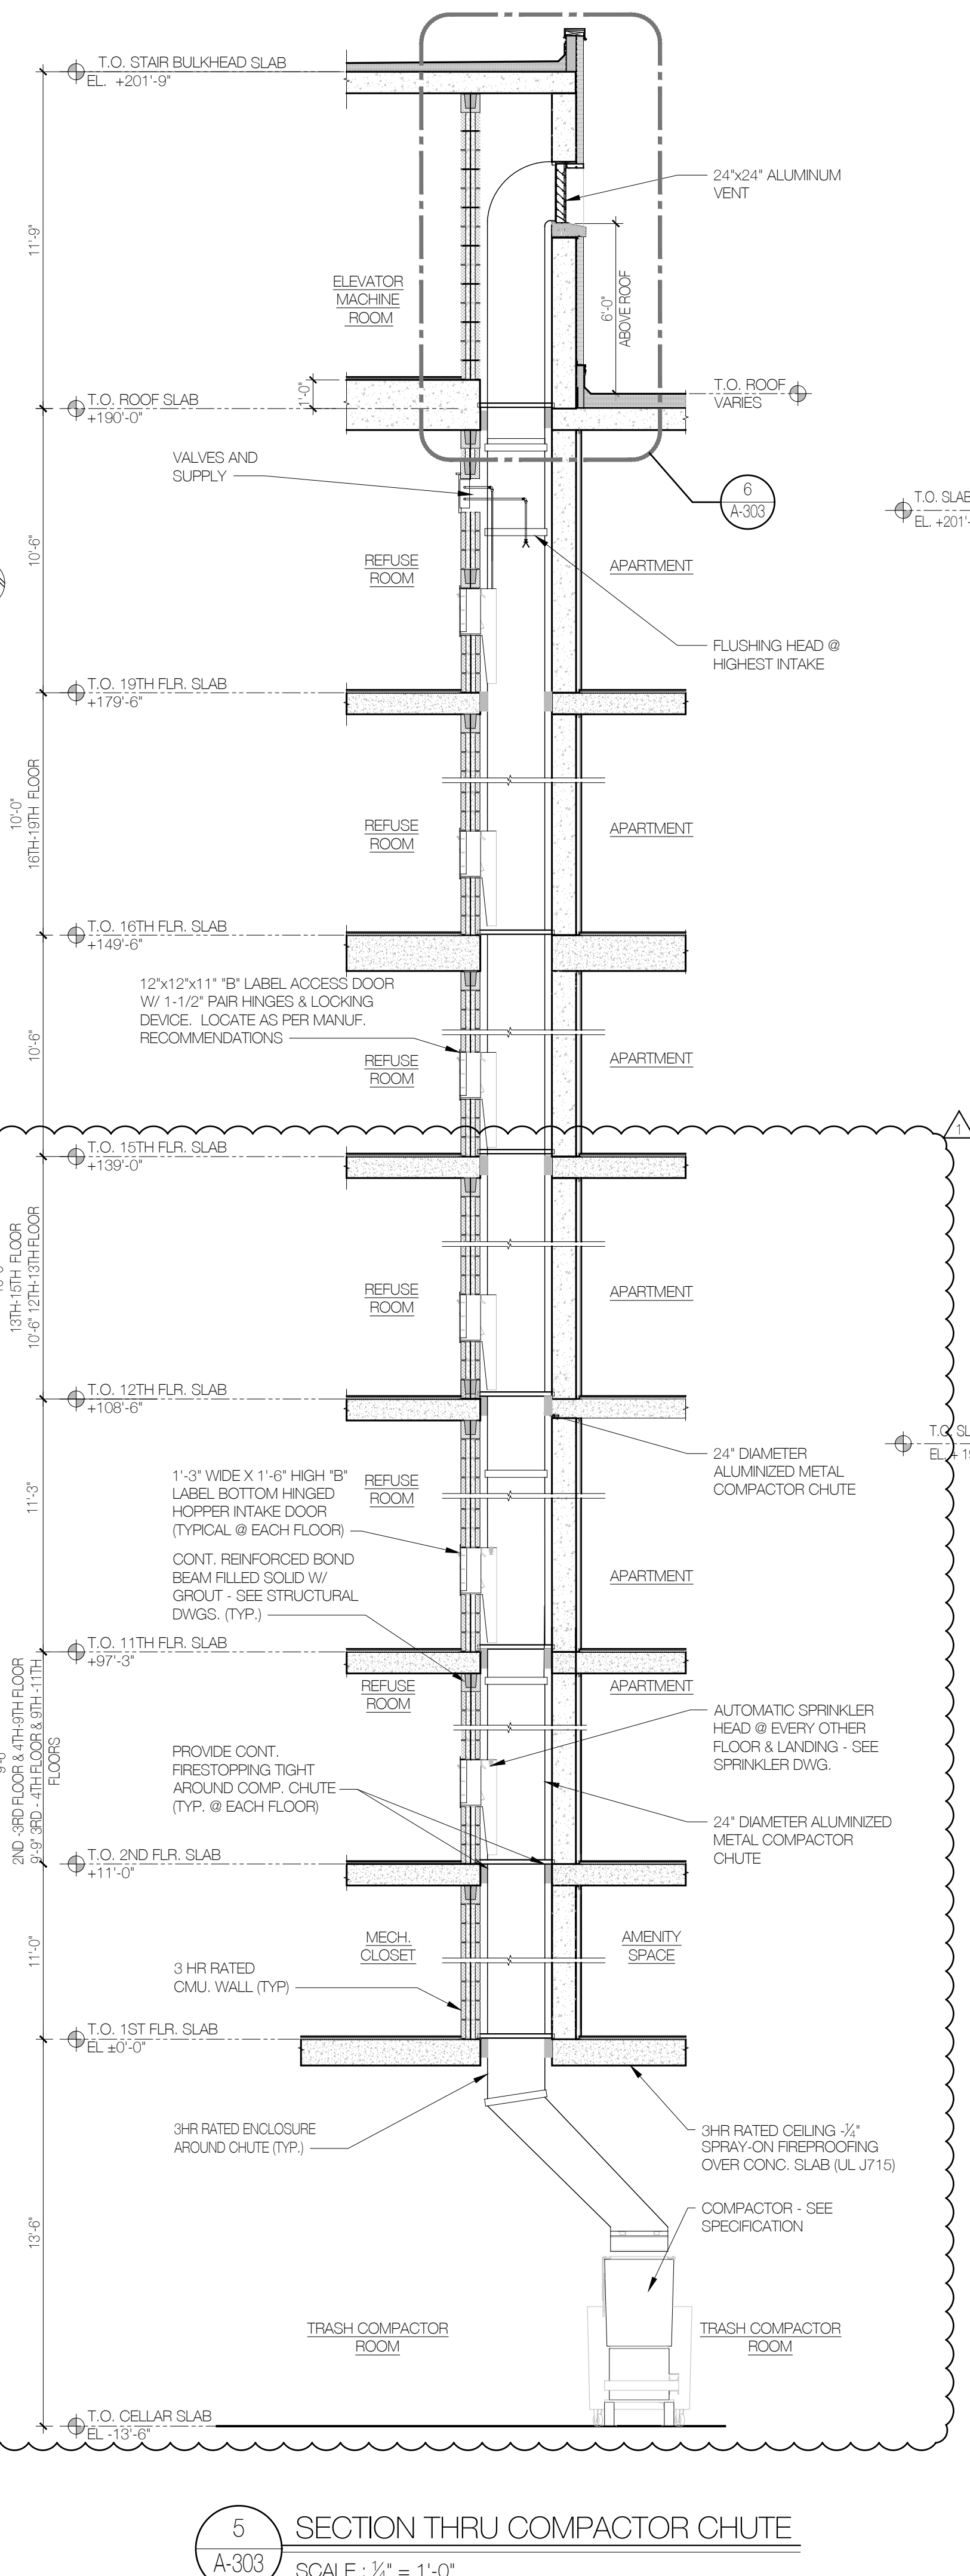 T.O. STAIR BULKHEAD SLAB
EL. +201'-9"
24"x24" ALUMINUM
VENT
11'-9"
ELEVATOR
MACHINE
ROOM
6'-0"
ABOVE ROOF
1'-0"
T.O. ROOF SLAB
+190'-0"
T.O. ROOF
VARIES
VALVES AND
SUPPLY
6
A-303
T.O. SLAB
EL. +201'-
10'-6"
REFUSE
ROOM
APARTMENT
FLUSHING HEAD @
HIGHEST INTAKE
T.O. 19TH FLR. SLAB
+179'-6"
10'-0"
16TH-19TH FLOOR
REFUSE
ROOM
APARTMENT
T.O. 16TH FLR. SLAB
+149'-6"
12"x12"x11" "B" LABEL ACCESS DOOR
W/ 1-1/2" PAIR HINGES & LOCKING
DEVICE. LOCATE AS PER MANUF.
RECOMMENDATIONS
10'-6"
REFUSE
ROOM
APARTMENT
1
T.O. 15TH FLR. SLAB
+139'-0"
13TH-15TH FLOOR
10'-6" 12TH-13TH FLOOR
REFUSE
ROOM
APARTMENT
T.O. 12TH FLR. SLAB
+108'-6"
24" DIAMETER
ALUMINIZED METAL
COMPACTOR CHUTE
T.O. SL
EL. + 19
11'-3"
1'-3" WIDE X 1'-6" HIGH "B"
LABEL BOTTOM HINGED
HOPPER INTAKE DOOR
(TYPICAL @ EACH FLOOR)
REFUSE
ROOM
CONT. REINFORCED BOND
BEAM FILLED SOLID W/
GROUT - SEE STRUCTURAL
DWGS. (TYP.)
APARTMENT
T.O. 11TH FLR. SLAB
+97'-3"
REFUSE
ROOM
APARTMENT
2ND -3RD FLOOR & 4TH-9TH FLOOR
9'-9" 3RD - 4TH FLOOR & 9TH -11TH
FLOORS
AUTOMATIC SPRINKLER
HEAD @ EVERY OTHER
FLOOR & LANDING - SEE
SPRINKLER DWG.
PROVIDE CONT.
FIRESTOPPING TIGHT
AROUND COMP. CHUTE
(TYP. @ EACH FLOOR)
24" DIAMETER ALUMINIZED
METAL COMPACTOR
CHUTE
T.O. 2ND FLR. SLAB
+11'-0"
11'-0"
MECH.
CLOSET
AMENITY
SPACE
3 HR RATED
CMU. WALL (TYP)
T.O. 1ST FLR. SLAB
EL ±0'-0"
3HR RATED ENCLOSURE
AROUND CHUTE (TYP.)
3HR RATED CEILING -¼"
SPRAY-ON FIREPROOFING
OVER CONC. SLAB (UL J715)
13'-6"
COMPACTOR - SEE
SPECIFICATION
TRASH COMPACTOR
ROOM
TRASH COMPACTOR
ROOM
T.O. CELLAR SLAB
EL -13'-6"
5
A-303
SECTION THRU COMPACTOR CHUTE
SCALE : ¼" = 1'-0"